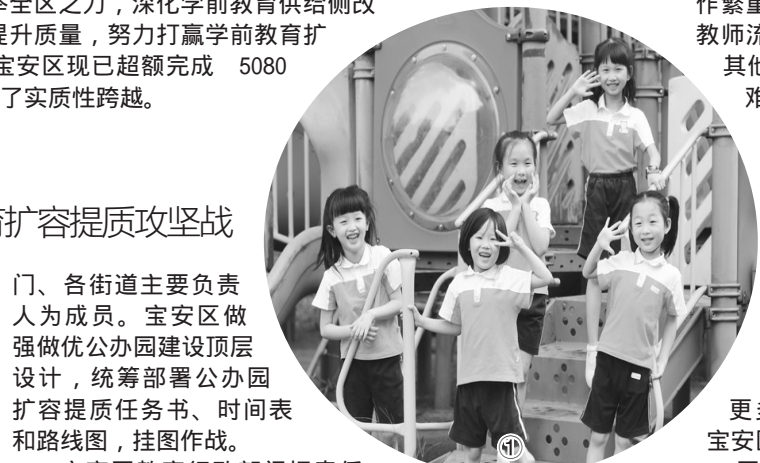 举全区之力，深化学前教育供给侧改
提升质量，努力打赢学前教育扩
宝安区现已超额完成 5080
了实质性跨越。
扩容提质攻坚战
门、各街道主要负责
人为成员。宝安区做
强做优公办园建设顶层
设计，统筹部署公办园
扩容提质任务书、时间表
和路线图，挂图作战。
①
作繁重
教师流
其他
难
更多
宝安区